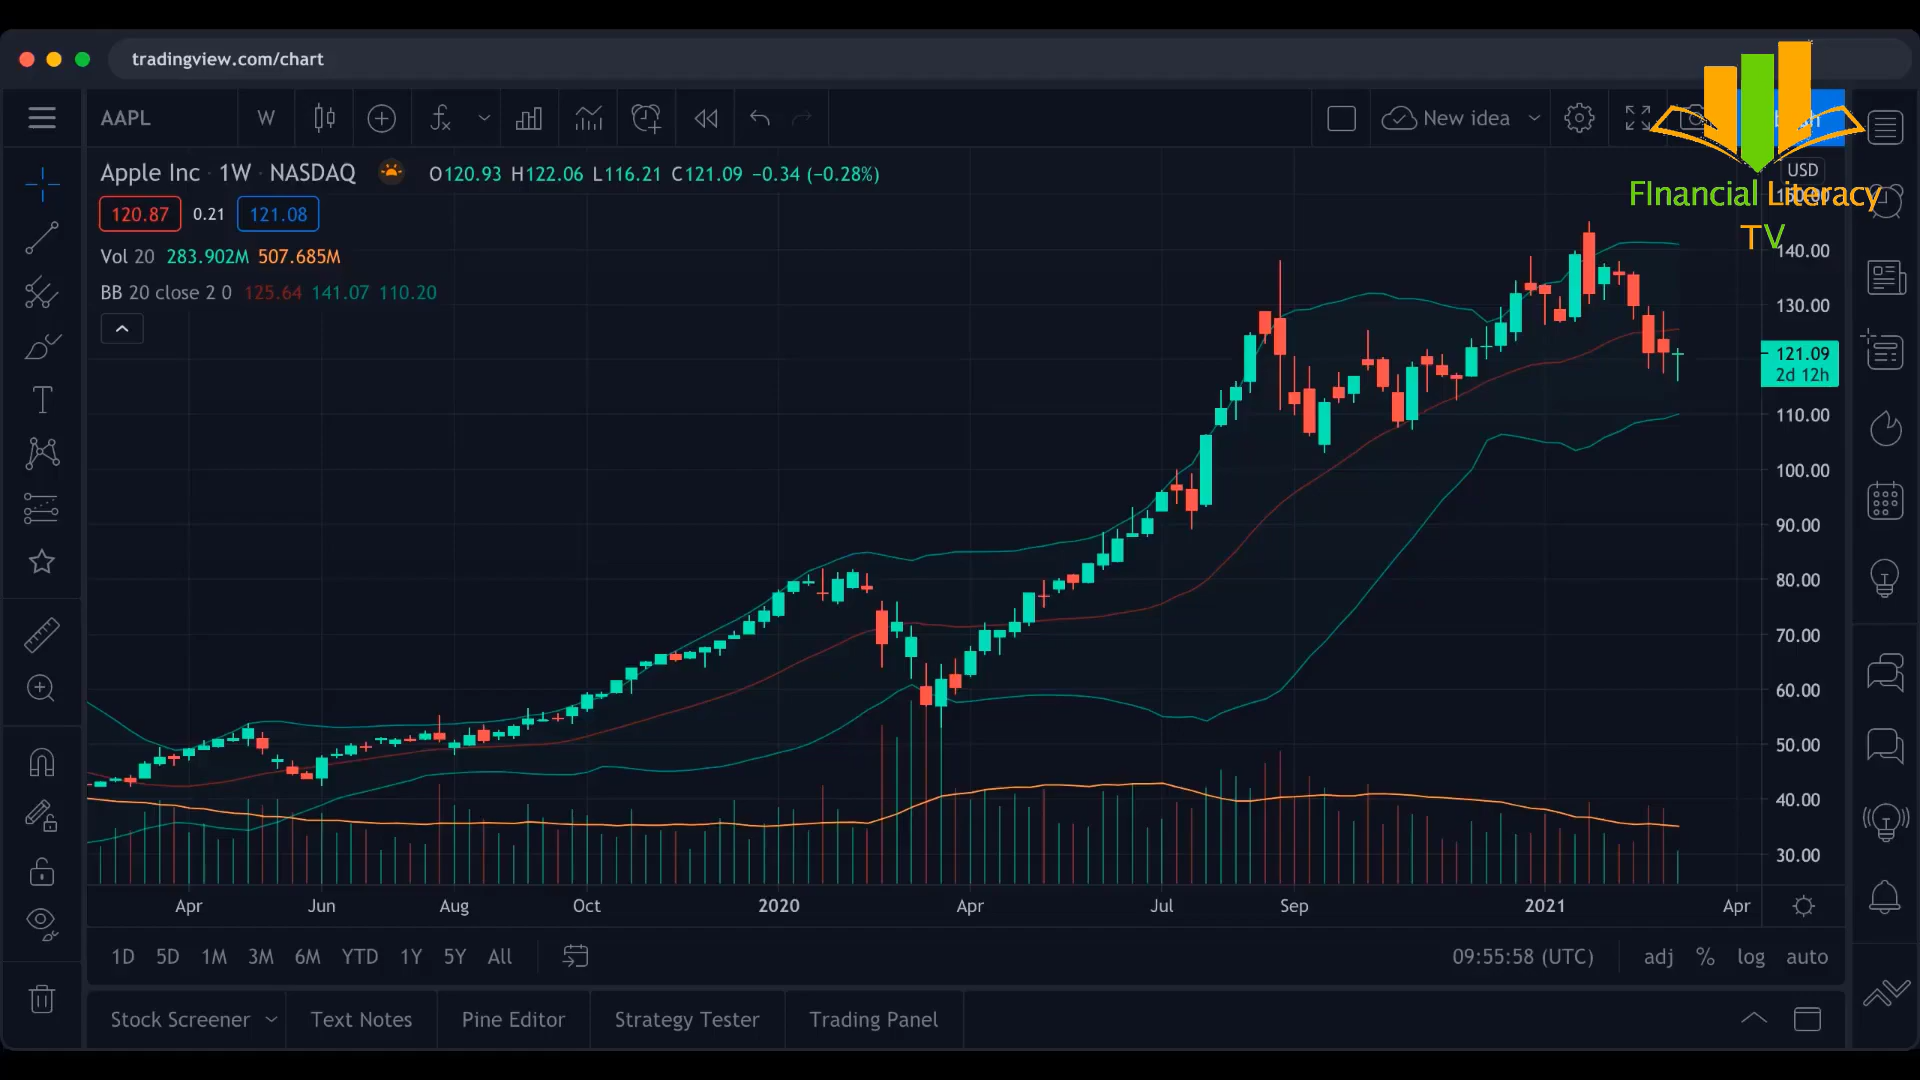 tradingview.com/chart
AAPL W New idea
Apple Inc · 1W · NASDAQ O120.93 H122.06 L116.21 C121.09 −0.34 (−0.28%)
120.87 0.21 121.08
Vol 20 283.902M 507.685M
BB 20 close 2 0 125.64 141.07 110.20
USD
FInancial Literacy
TV
140.00
130.00
121.09
2d 12h
110.00
100.00
90.00
80.00
70.00
60.00
50.00
40.00
30.00
Apr Jun Aug Oct 2020 Apr Jul Sep 2021 Apr
1D 5D 1M 3M 6M YTD 1Y 5Y All 09:55:58 (UTC) adj % log auto
Stock Screener Text Notes Pine Editor Strategy Tester Trading Panel